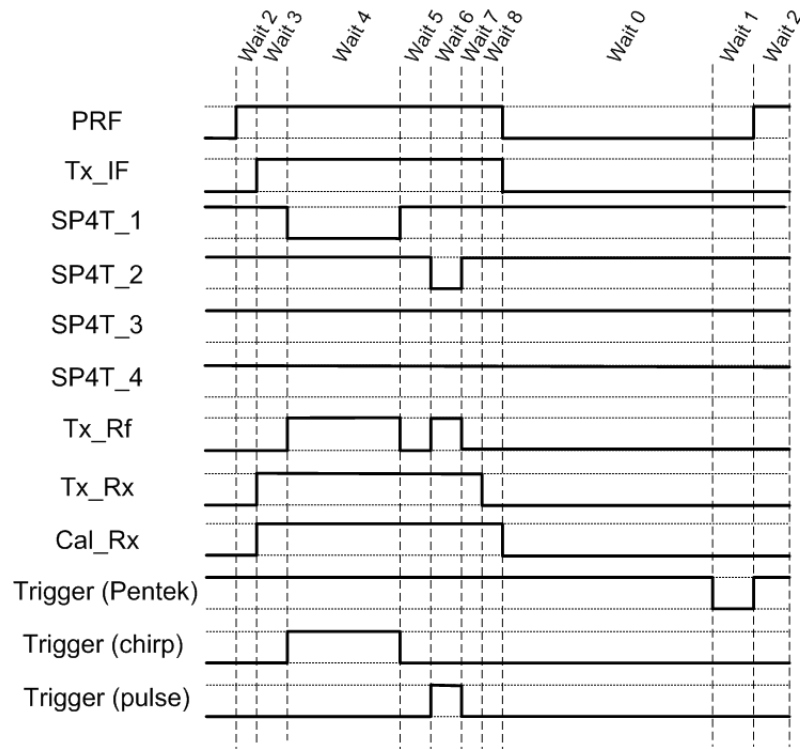 Wait 2
Wait 3
Wait 4
Wait 5
Wait 6
Wait 7
Wait 8
Wait 0
Wait 1
Wait 2
PRF
Tx_IF
SP4T_1
SP4T_2
SP4T_3
SP4T_4
Tx_Rf
Tx_Rx
Cal_Rx
Trigger (Pentek)
Trigger (chirp)
Trigger (pulse)